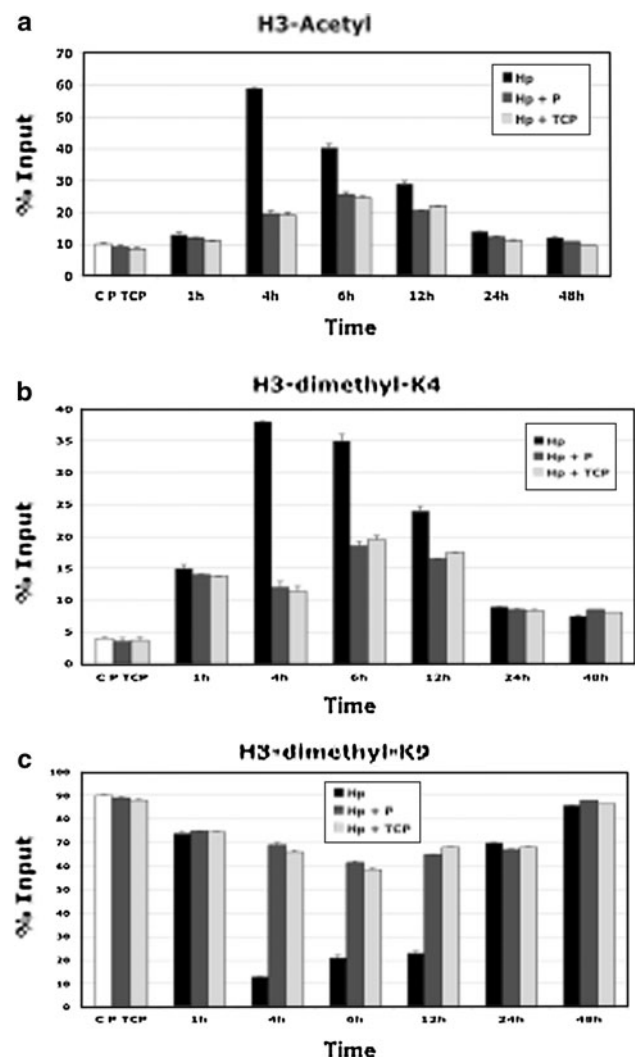 a
H3-Acetyl
70
60
50
40
30
20
10
0
% Input
Hp
Hp + P
Hp + TCP
C P TCP 1h 4h 6h 12h 24h 48h
Time
b
H3-dimethyl-K4
40
35
30
25
20
15
10
5
0
% Input
Hp
Hp + P
Hp + TCP
C P TCP 1h 4h 6h 12h 24h 48h
Time
c
H3-dimethyl-K9
100
90
80
70
60
50
40
30
20
10
0
% Input
Hp
Hp + P
Hp + TCP
C P TCP 1h 4h 6h 12h 24h 48h
Time